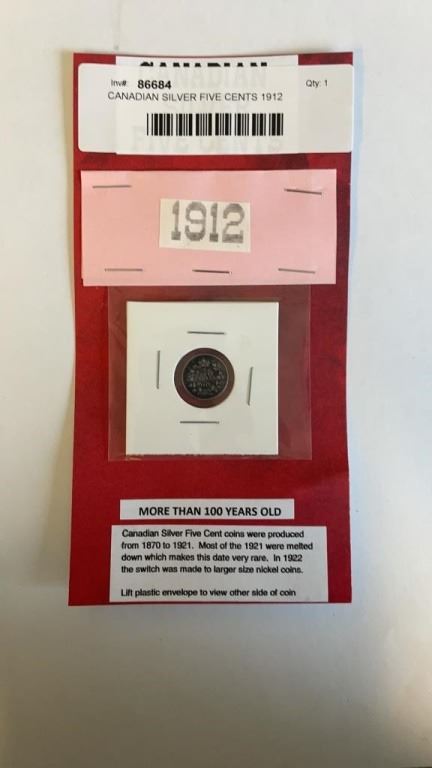 CANADIAN
Inv#: 86684 Qty: 1
CANADIAN SILVER FIVE CENTS 1912
FIVE CENTS
1912
MORE THAN 100 YEARS OLD
Canadian Silver Five Cent coins were produced
from 1870 to 1921. Most of the 1921 were melted
down which makes this date very rare. In 1922
the switch was made to larger size nickel coins.
Lift plastic envelope to view other side of coin